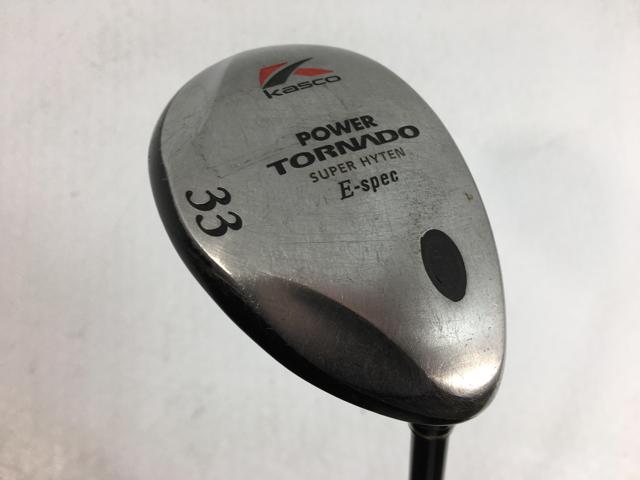 Kasco
POWER
TORNADO
SUPER HYTEN
E-spec
33